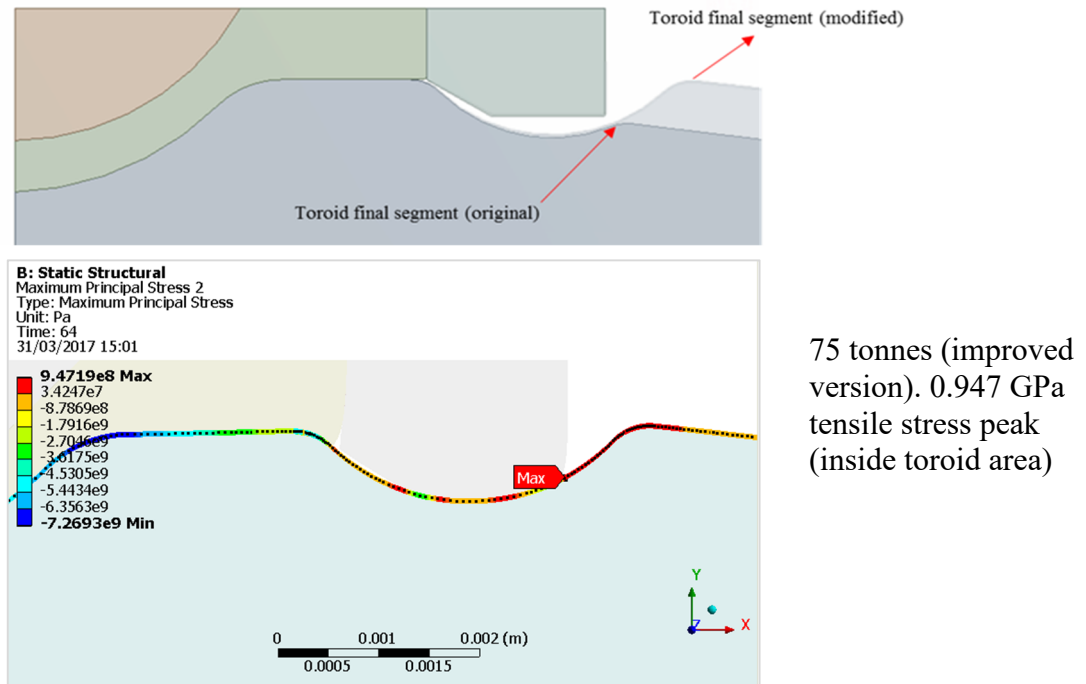 Toroid final segment (modified)
Toroid final segment (original)
B: Static Structural
Maximum Principal Stress 2
Type: Maximum Principal Stress
Unit: Pa
Time: 64
31/03/2017 15:01
9.4719e8 Max
3.4247e7
-8.7869e8
-1.7916e9
-2.7046e9
-3.6175e9
-4.5305e9
-5.4434e9
-6.3563e9
-7.2693e9 Min
Max
75 tonnes (improved
version). 0.947 GPa
tensile stress peak
(inside toroid area)
Y
Z
X
0 0.001 0.002 (m)
0.0005 0.0015